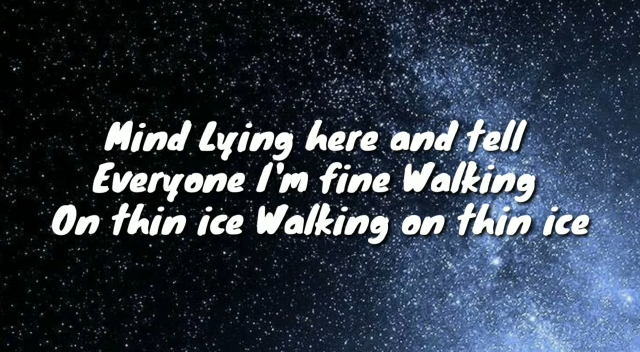 Mind Lying here and tell
Everyone I'm fine Walking
On thin ice Walking on thin ice